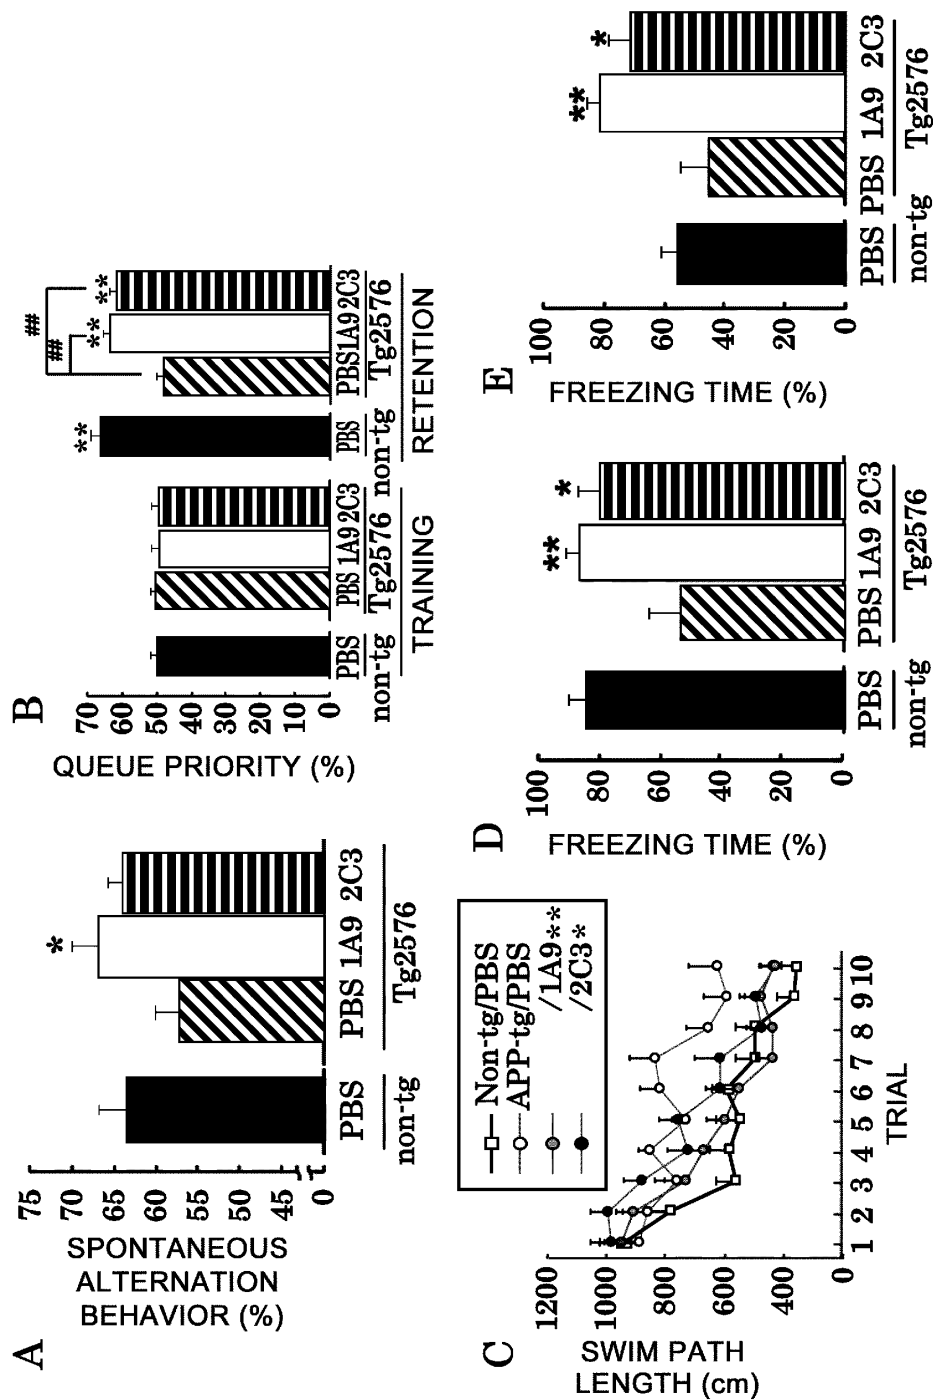 A
SPONTANEOUS
ALTERNATION
BEHAVIOR (%)
75
70
65
60
55
50
45
0
*
PBS PBS 1A9 2C3
non-tg Tg2576
B
QUEUE PRIORITY (%)
70
60
50
40
30
20
10
0
##
##
** ** **
PBS PBS 1A9 2C3 PBS PBS 1A9 2C3
non-tg Tg2576 non-tg Tg2576
TRAINING RETENTION
C
SWIM PATH
LENGTH (cm)
1200
1000
800
600
400
0
Non-tg/PBS
APP-tg/PBS
/1A9**
/2C3*
1 2 3 4 5 6 7 8 9 10
TRIAL
D
FREEZING TIME (%)
100
80
60
40
20
0
** *
PBS PBS 1A9 2C3
non-tg Tg2576
E
FREEZING TIME (%)
100
80
60
40
20
0
** *
PBS PBS 1A9 2C3
non-tg Tg2576